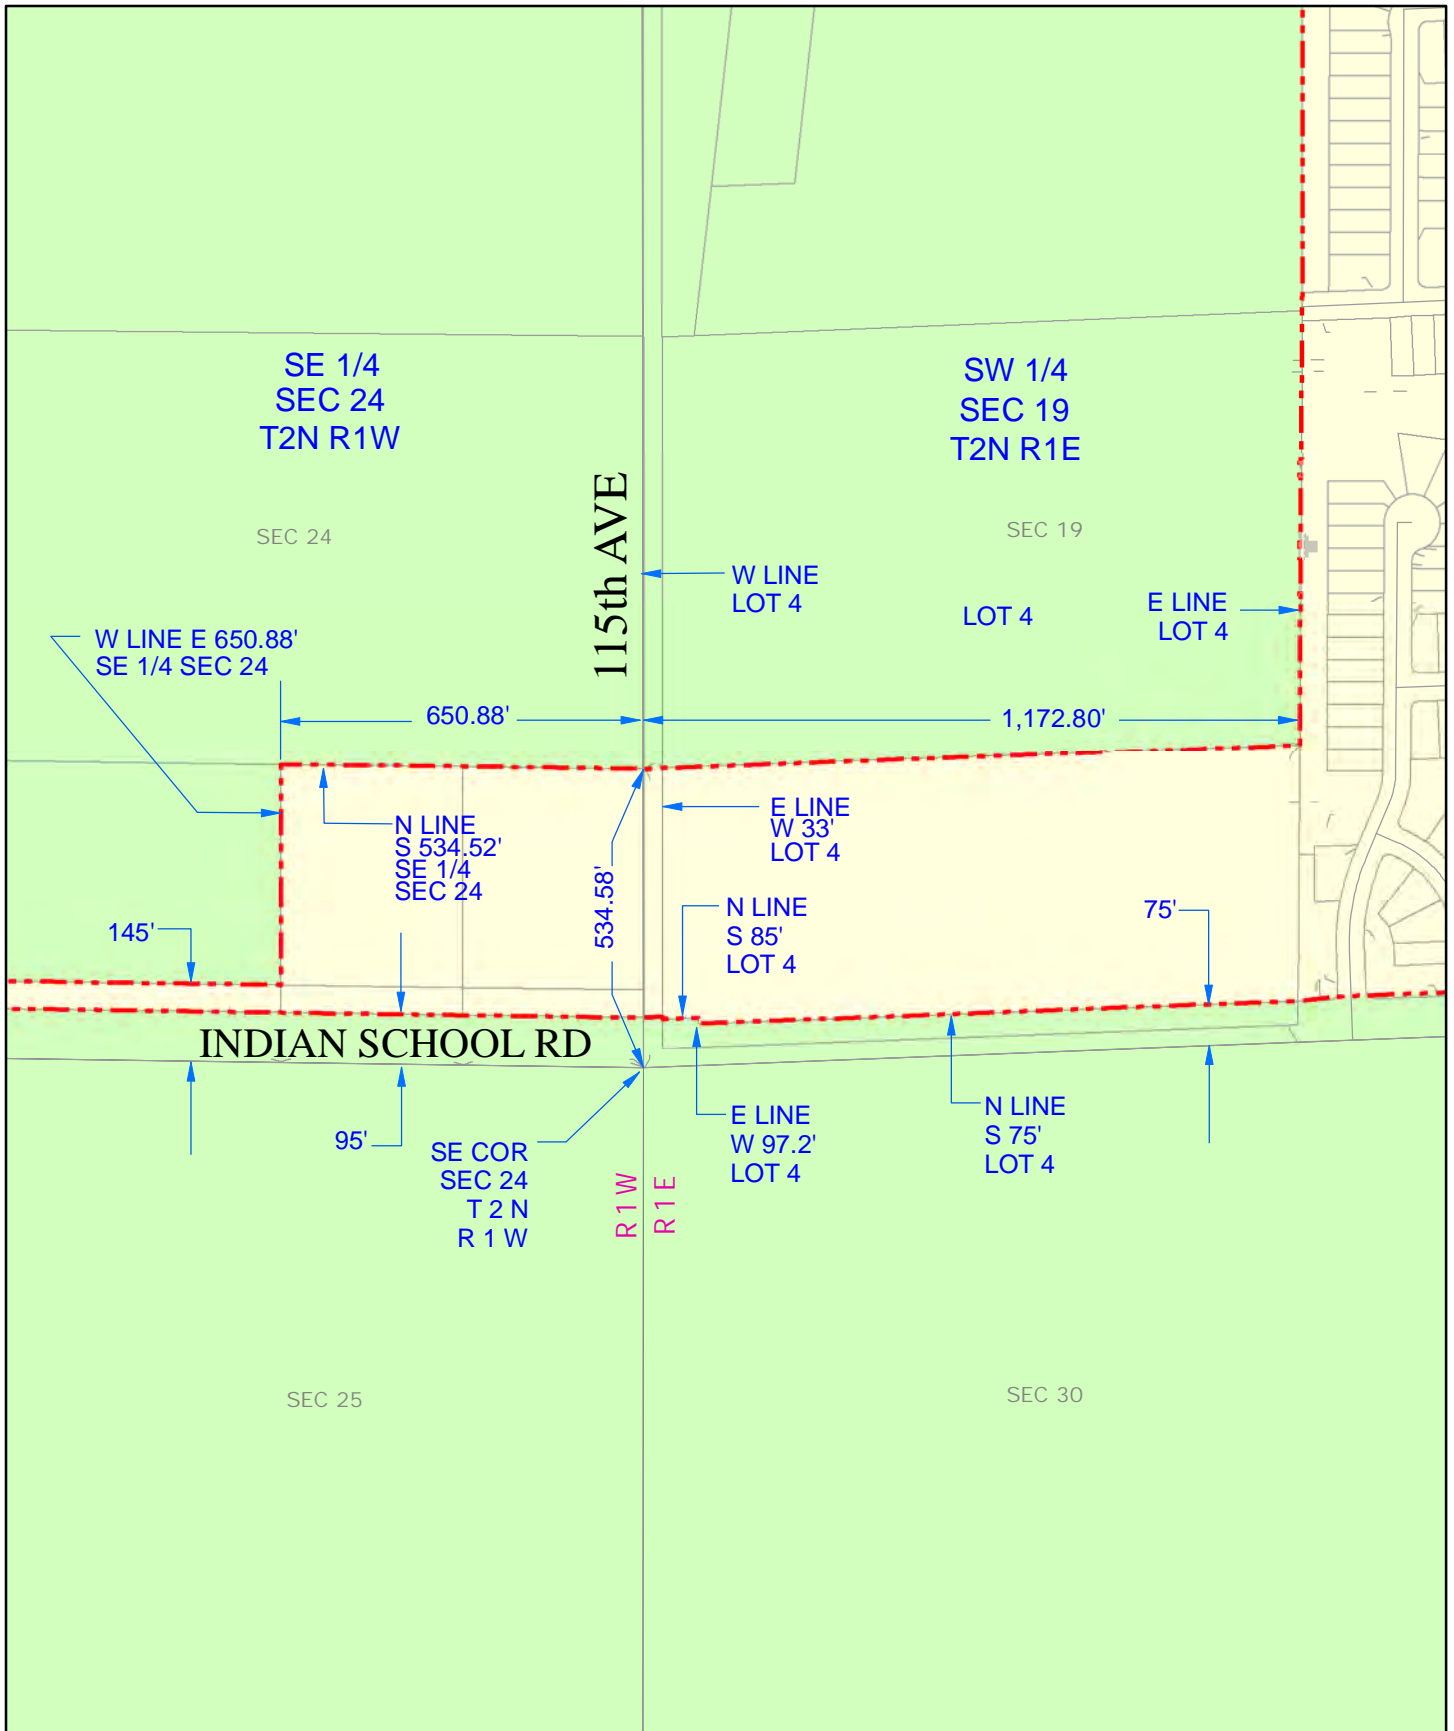 SE 1/4
SEC 24
T2N R1W
SW 1/4
SEC 19
T2N R1E
SEC 24
SEC 19
115th AVE
W LINE
LOT 4
LOT 4
E LINE
LOT 4
W LINE E 650.88'
SE 1/4 SEC 24
650.88'
1,172.80'
N LINE
S 534.52'
SE 1/4
SEC 24
534.58'
E LINE
W 33'
LOT 4
N LINE
S 85'
LOT 4
75'
145'
INDIAN SCHOOL RD
95'
SE COR
SEC 24
T 2 N
R 1 W
R 1 W
R 1 E
E LINE
W 97.2'
LOT 4
N LINE
S 75'
LOT 4
SEC 25
SEC 30